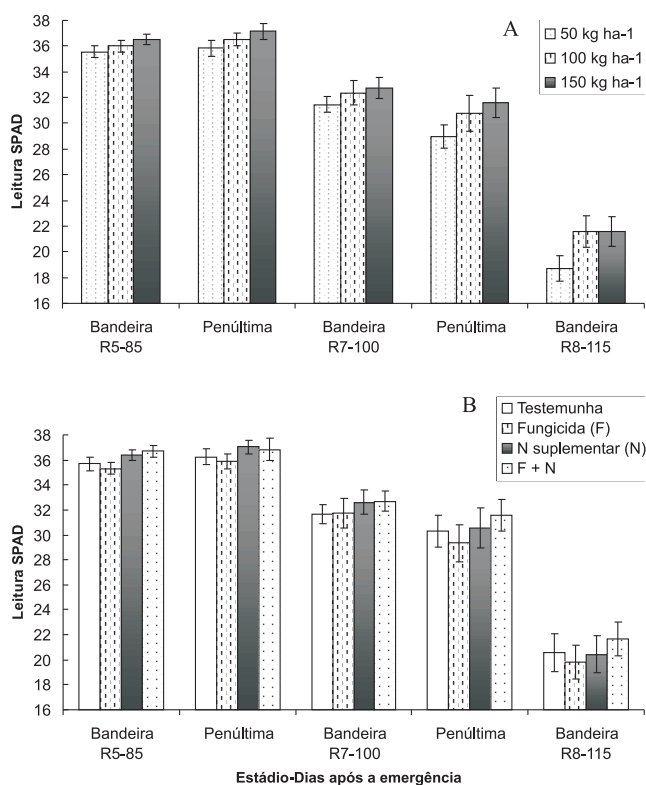 A
50 kg ha-1
100 kg ha-1
150 kg ha-1
Leitura SPAD
38
36
34
32
30
28
26
24
22
20
18
16
Bandeira Penúltima Bandeira Penúltima Bandeira
R5-85 R7-100 R8-115
B
Testemunha
Fungicida (F)
N suplementar (N)
F + N
Leitura SPAD
38
36
34
32
30
28
26
24
22
20
18
16
Bandeira Penúltima Bandeira Penúltima Bandeira
R5-85 R7-100 R8-115
Estádio-Dias após a emergência